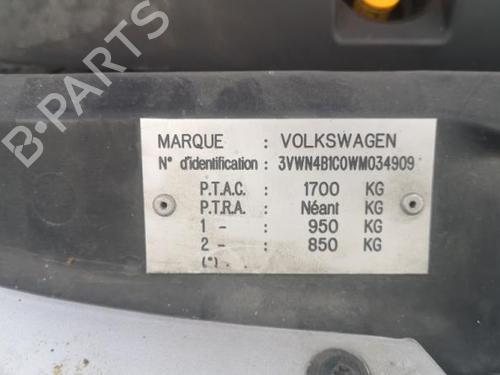 MARQUE : VOLKSWAGEN
N° d'identification : 3VWN4B1C0WM034909
P.T.A.C. : 1700 KG
P.T.R.A. : Néant KG
1 - : 950 KG
2 - : 850 KG
(*) .
B-PARTS